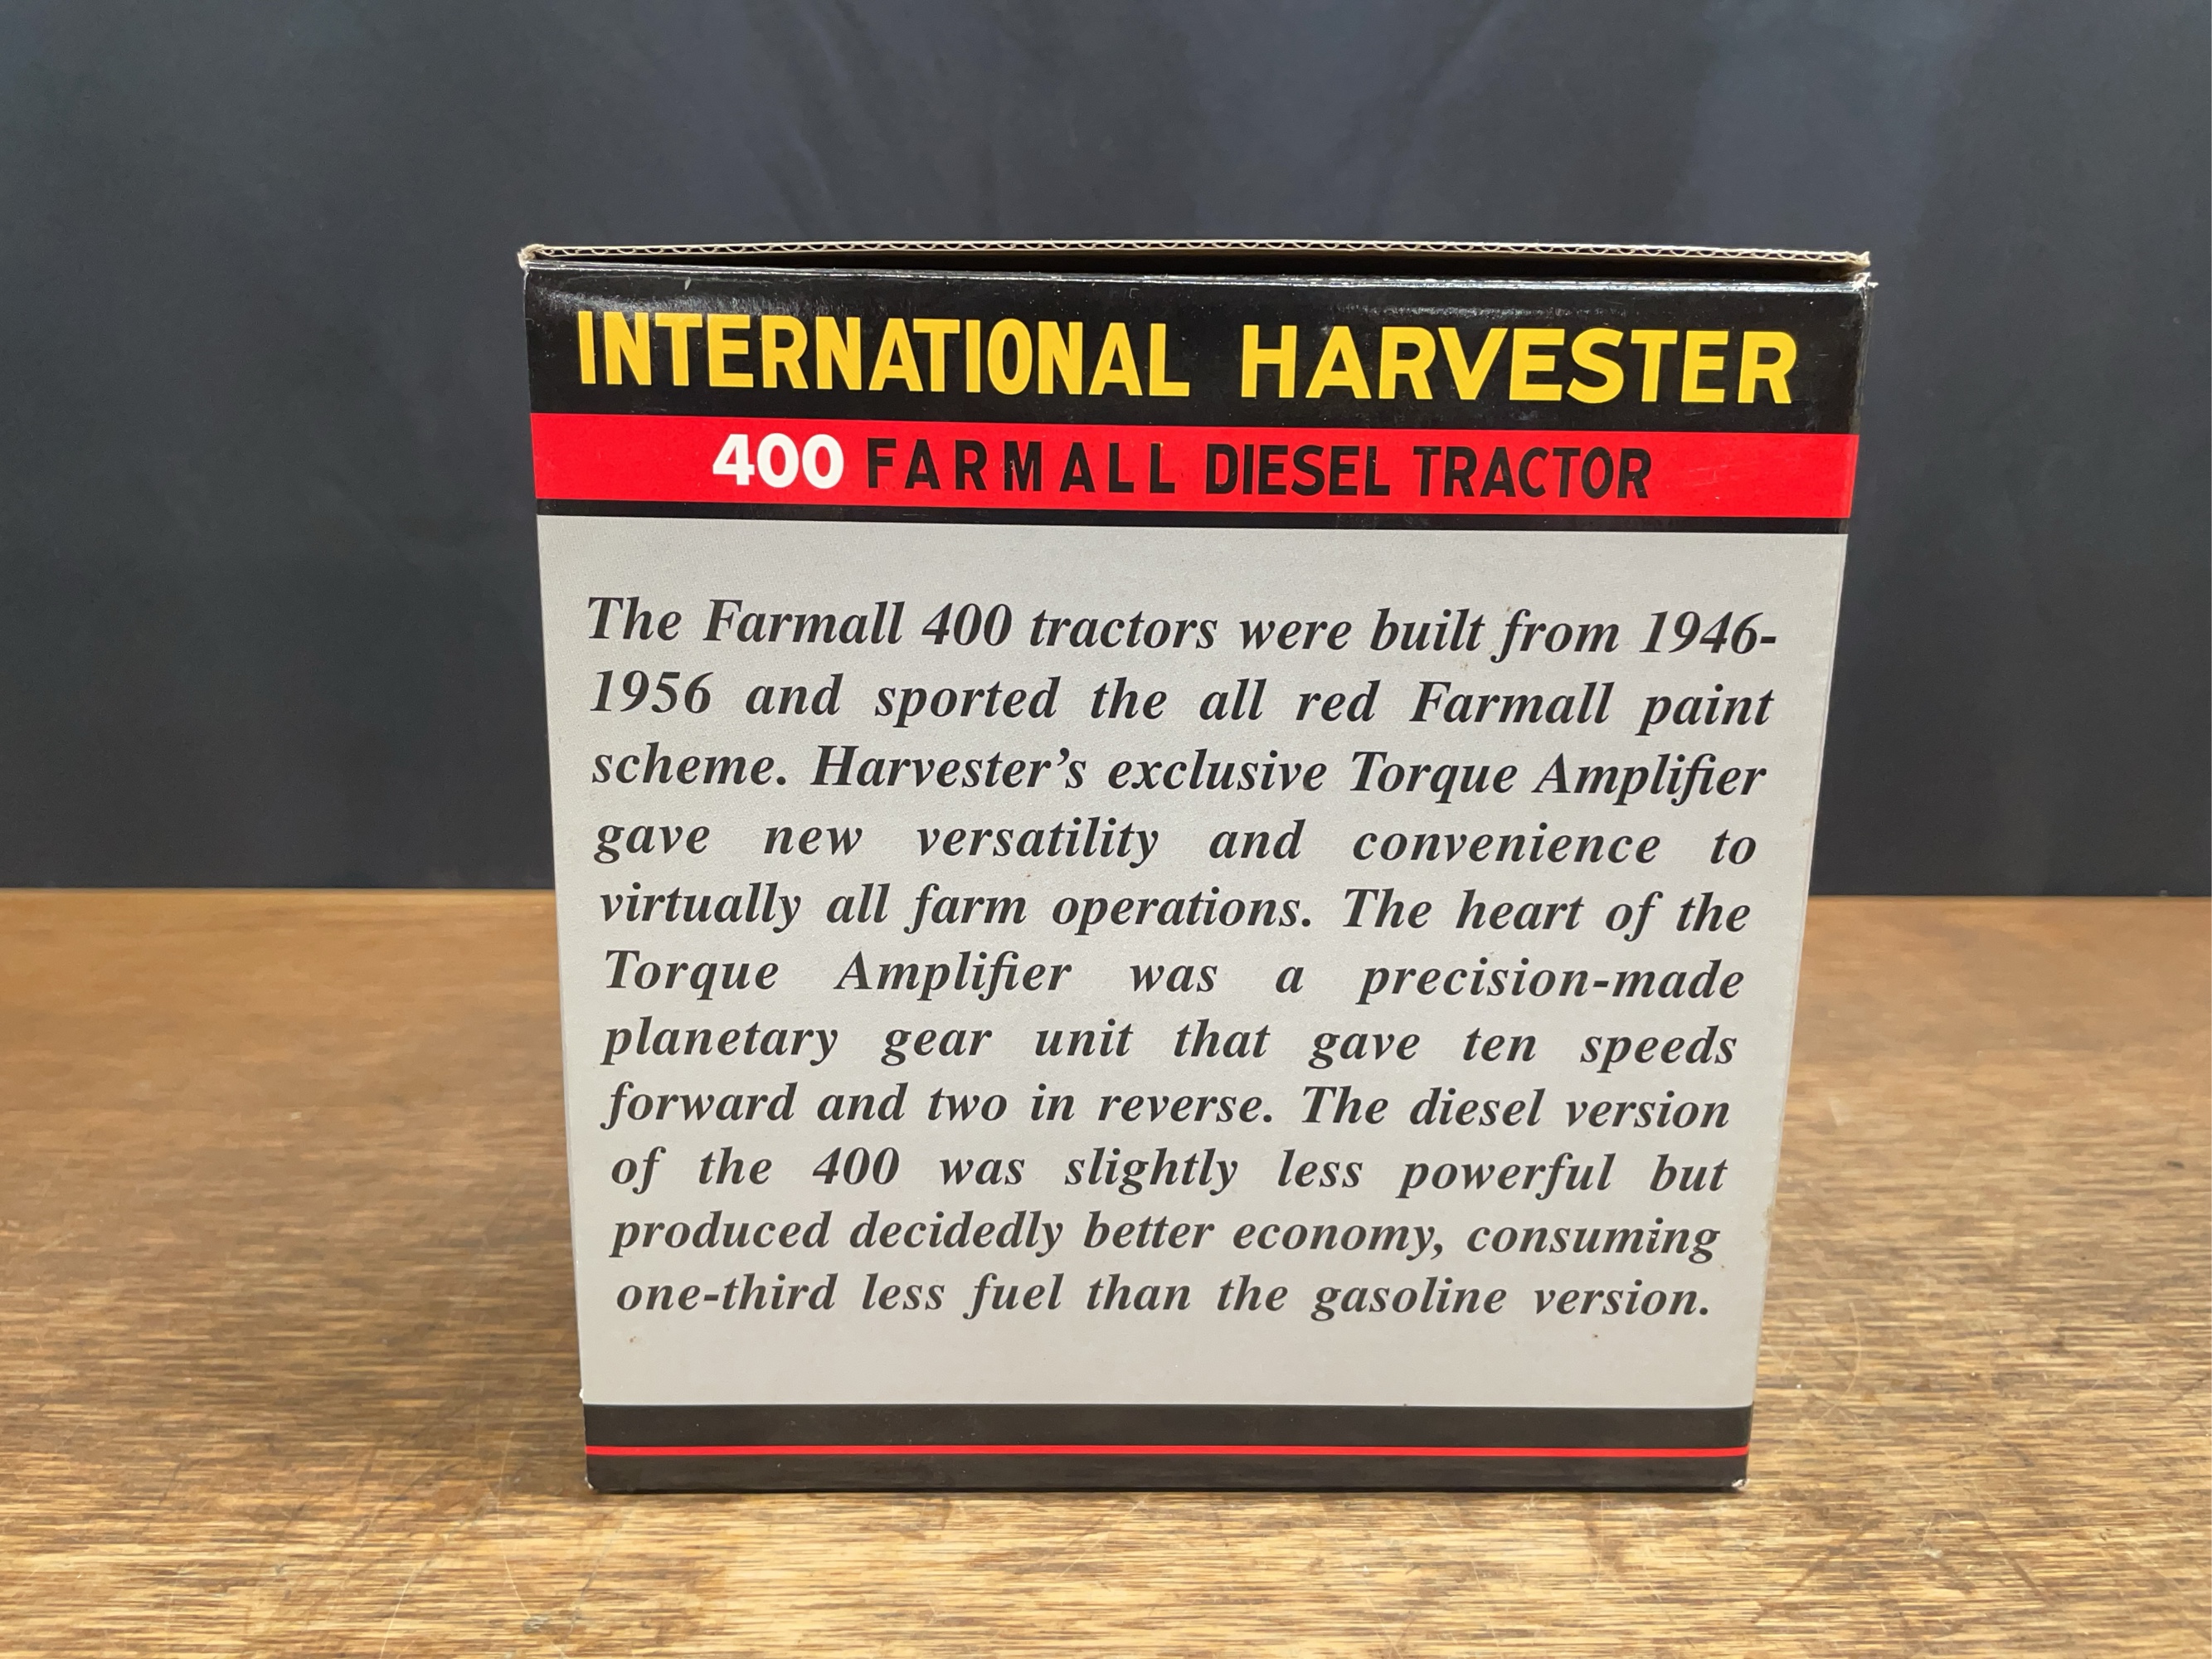 INTERNATIONAL HARVESTER
400 FARMALL DIESEL TRACTOR
The Farmall 400 tractors were built from 1946-
1956 and sported the all red Farmall paint
scheme. Harvester’s exclusive Torque Amplifier
gave new versatility and convenience to
virtually all farm operations. The heart of the
Torque Amplifier was a precision-made
planetary gear unit that gave ten speeds
forward and two in reverse. The diesel version
of the 400 was slightly less powerful but
produced decidedly better economy, consuming
one-third less fuel than the gasoline version.